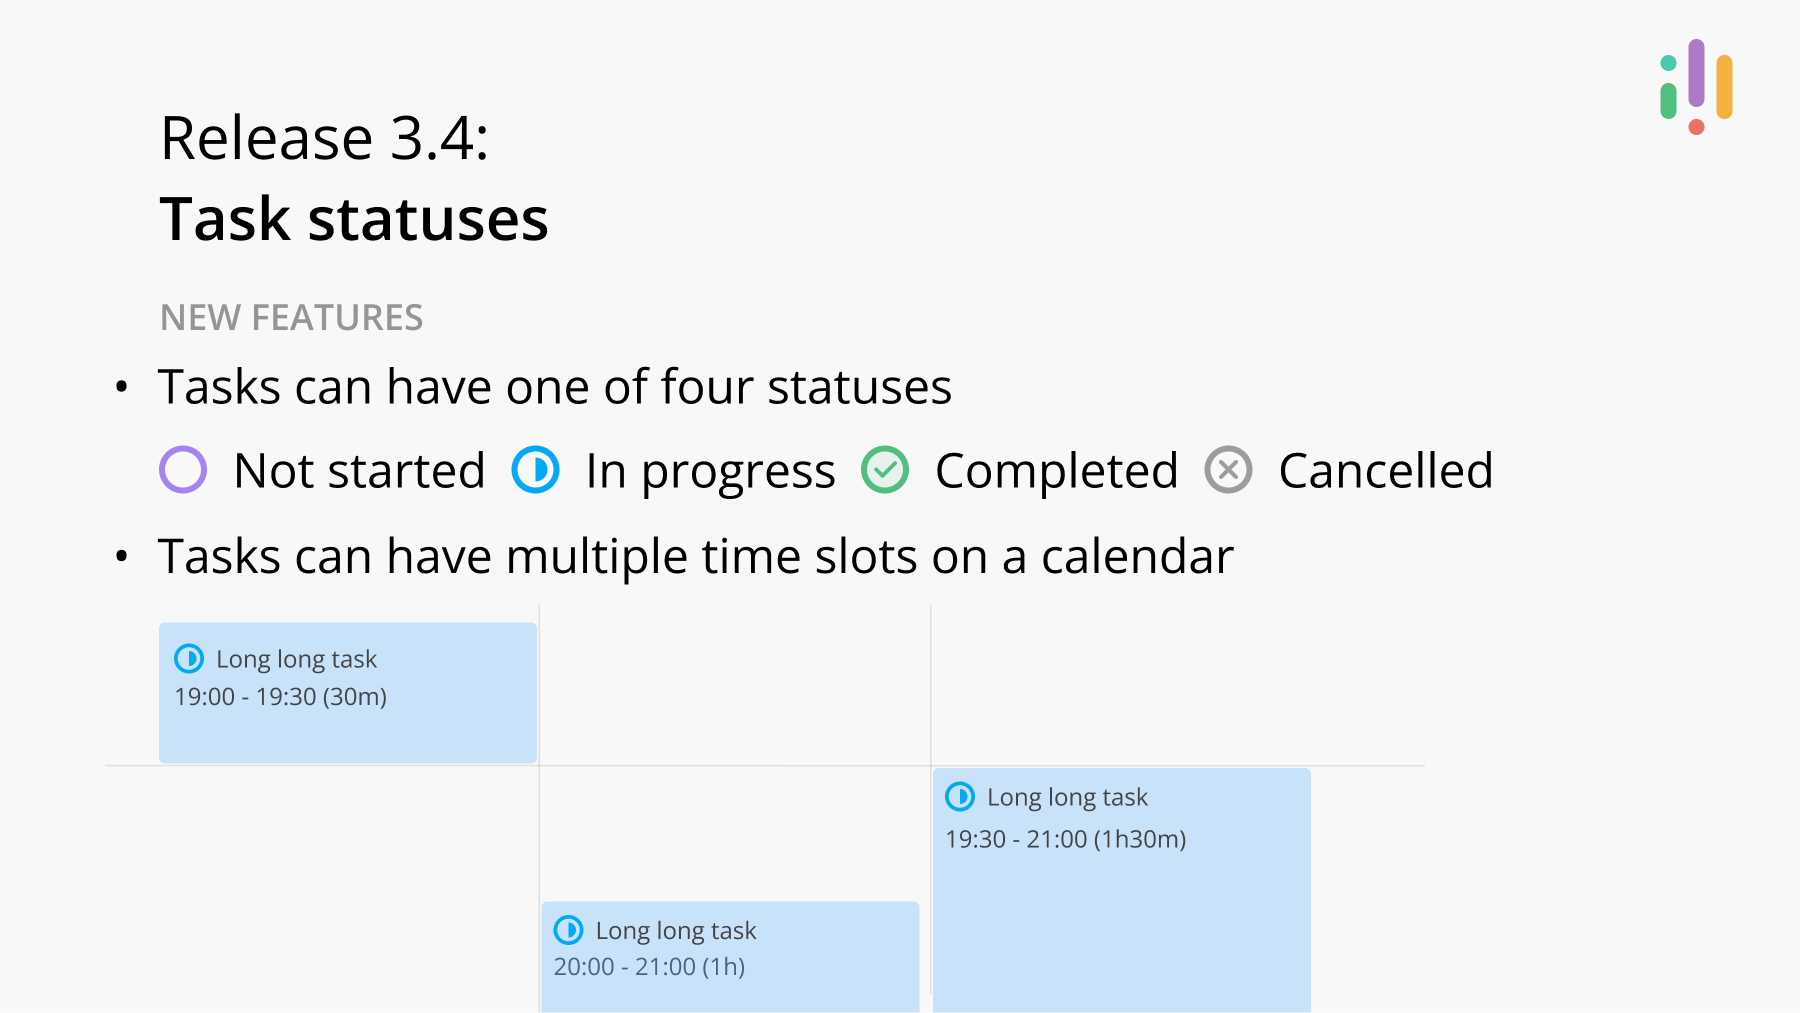 Release 3.4:
Task statuses
NEW FEATURES
• Tasks can have one of four statuses
Not started In progress Completed Cancelled
• Tasks can have multiple time slots on a calendar
Long long task
19:00 - 19:30 (30m)
Long long task
20:00 - 21:00 (1h)
Long long task
19:30 - 21:00 (1h30m)